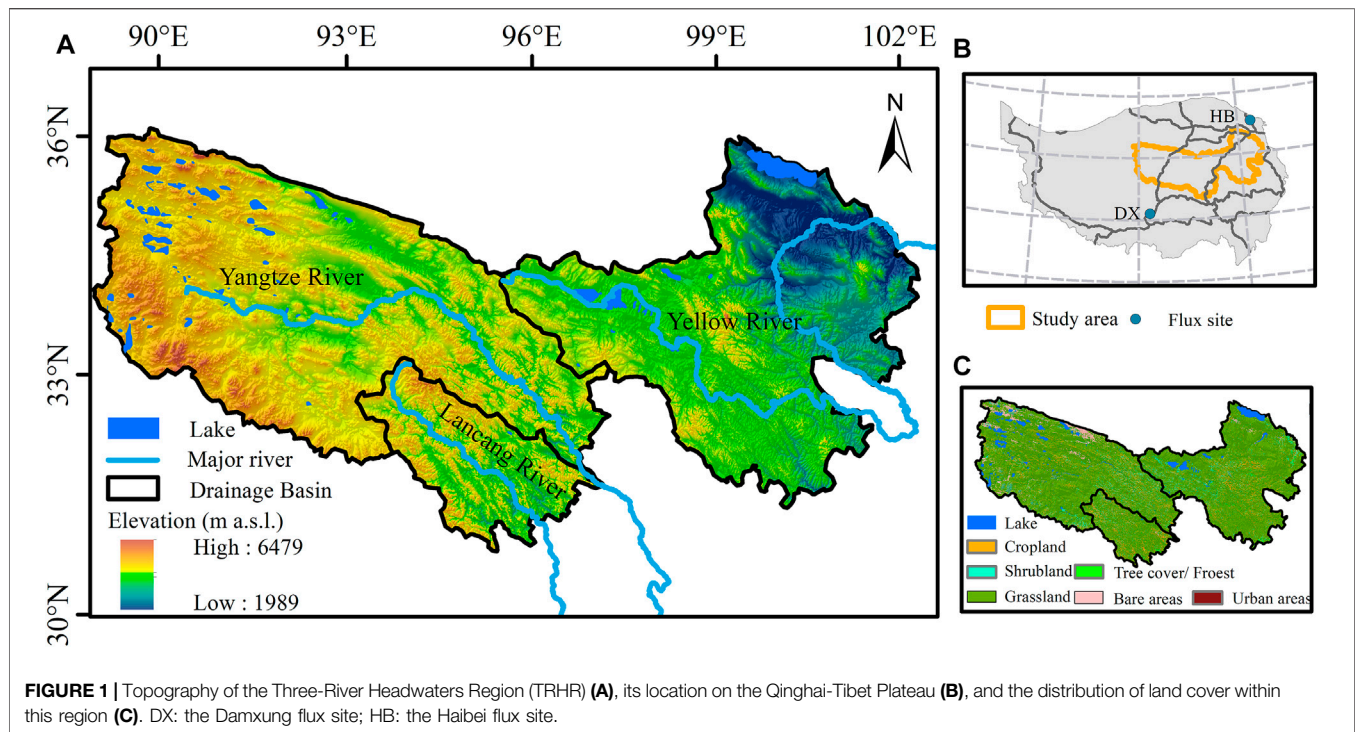 A
90°E 93°E 96°E 99°E 102°E
36°N
33°N
30°N
N
Yangtze River
Yellow River
Lancang River
Lake
Major river
Drainage Basin
Elevation (m a.s.l.)
High : 6479
Low : 1989
B
HB
DX
Study area Flux site
C
Lake
Cropland
Shrubland Tree cover/ Froest
Grassland Bare areas Urban areas
FIGURE 1 | Topography of the Three-River Headwaters Region (TRHR) (A), its location on the Qinghai-Tibet Plateau (B), and the distribution of land cover within
this region (C). DX: the Damxung flux site; HB: the Haibei flux site.